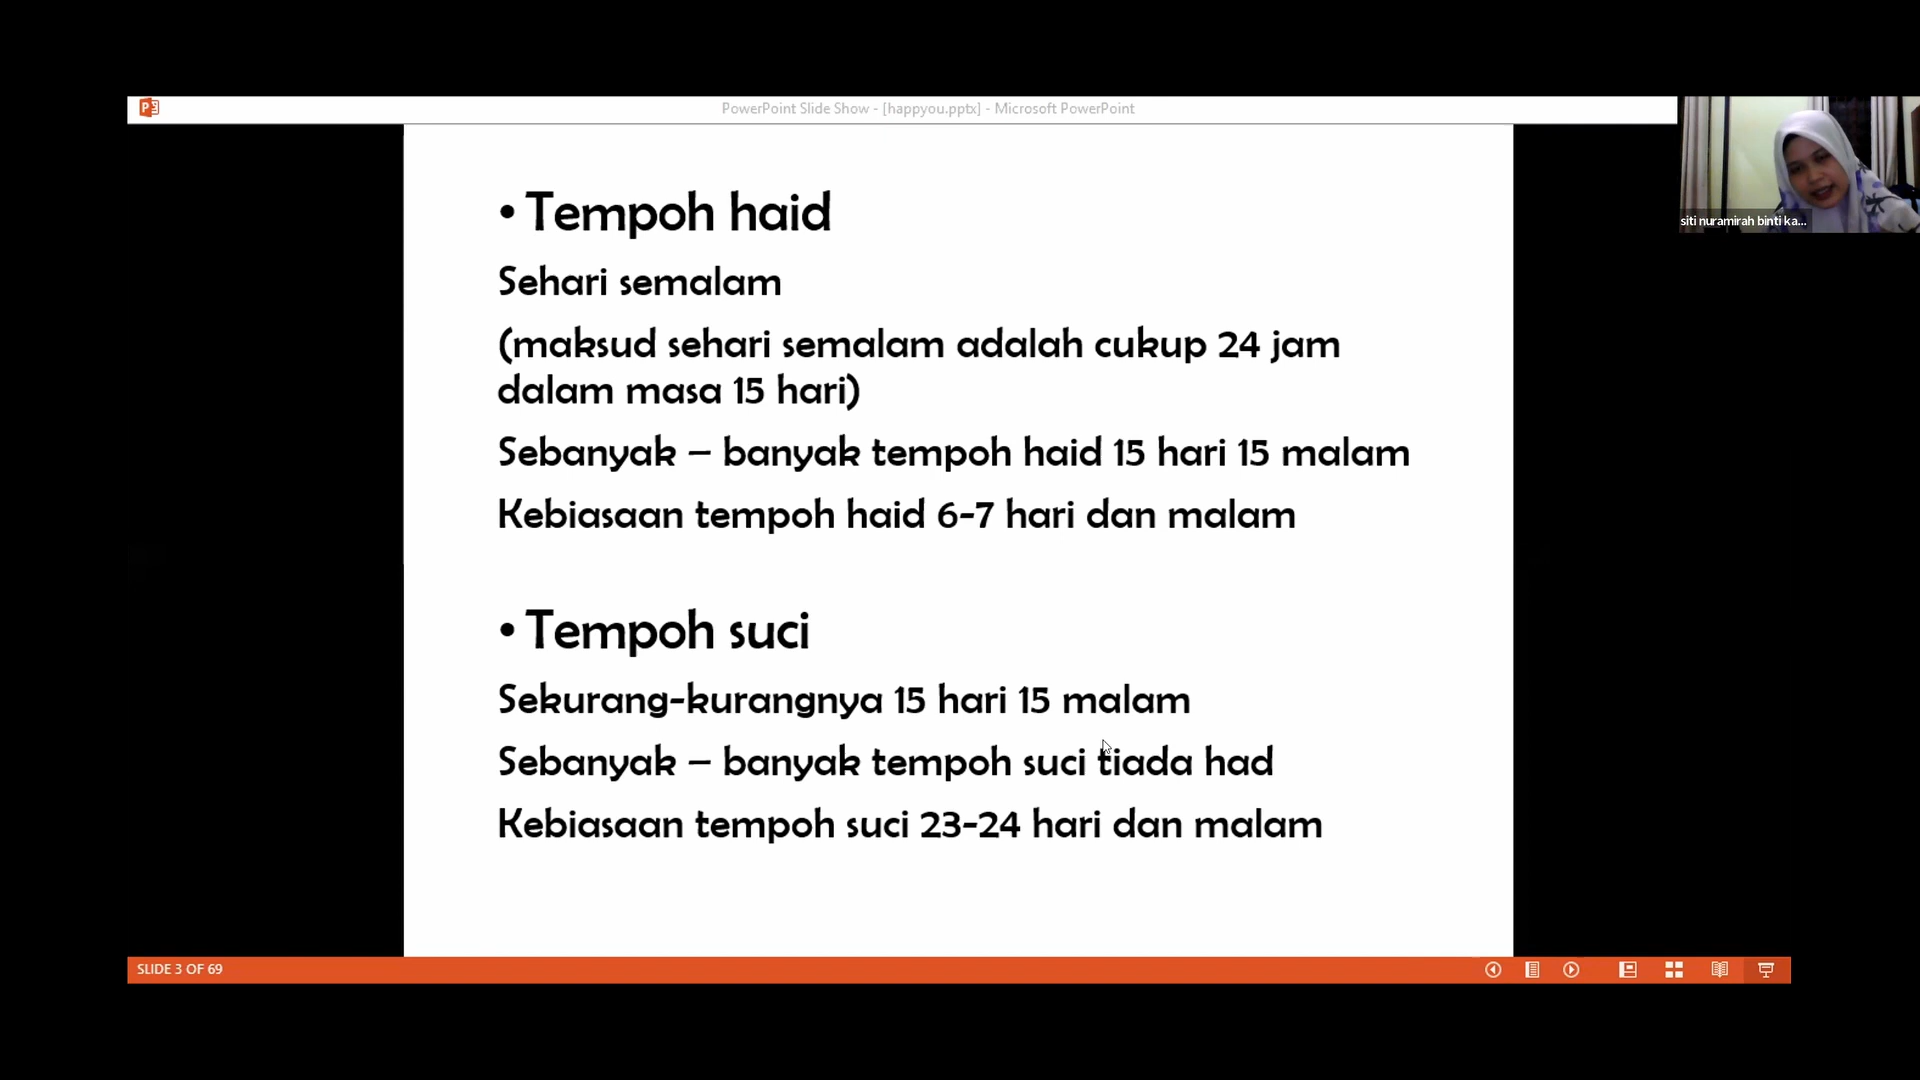 PowerPoint Slide Show - [happyou.pptx] - Microsoft PowerPoint
siti nuramirah binti ka...
• Tempoh haid
Sehari semalam
(maksud sehari semalam adalah cukup 24 jam
dalam masa 15 hari)
Sebanyak – banyak tempoh haid 15 hari 15 malam
Kebiasaan tempoh haid 6-7 hari dan malam
• Tempoh suci
Sekurang-kurangnya 15 hari 15 malam
Sebanyak – banyak tempoh suci tiada had
Kebiasaan tempoh suci 23-24 hari dan malam
SLIDE 3 OF 69